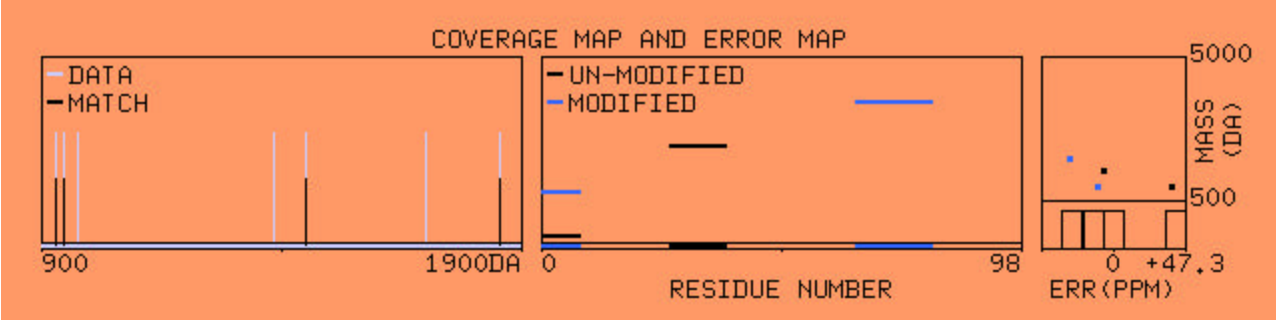 COVERAGE MAP AND ERROR MAP
DATA
MATCH
900
1900DA
UN-MODIFIED
MODIFIED
0
98
RESIDUE NUMBER
5000
500
MASS
(DA)
0 +47.3
ERR(PPM)